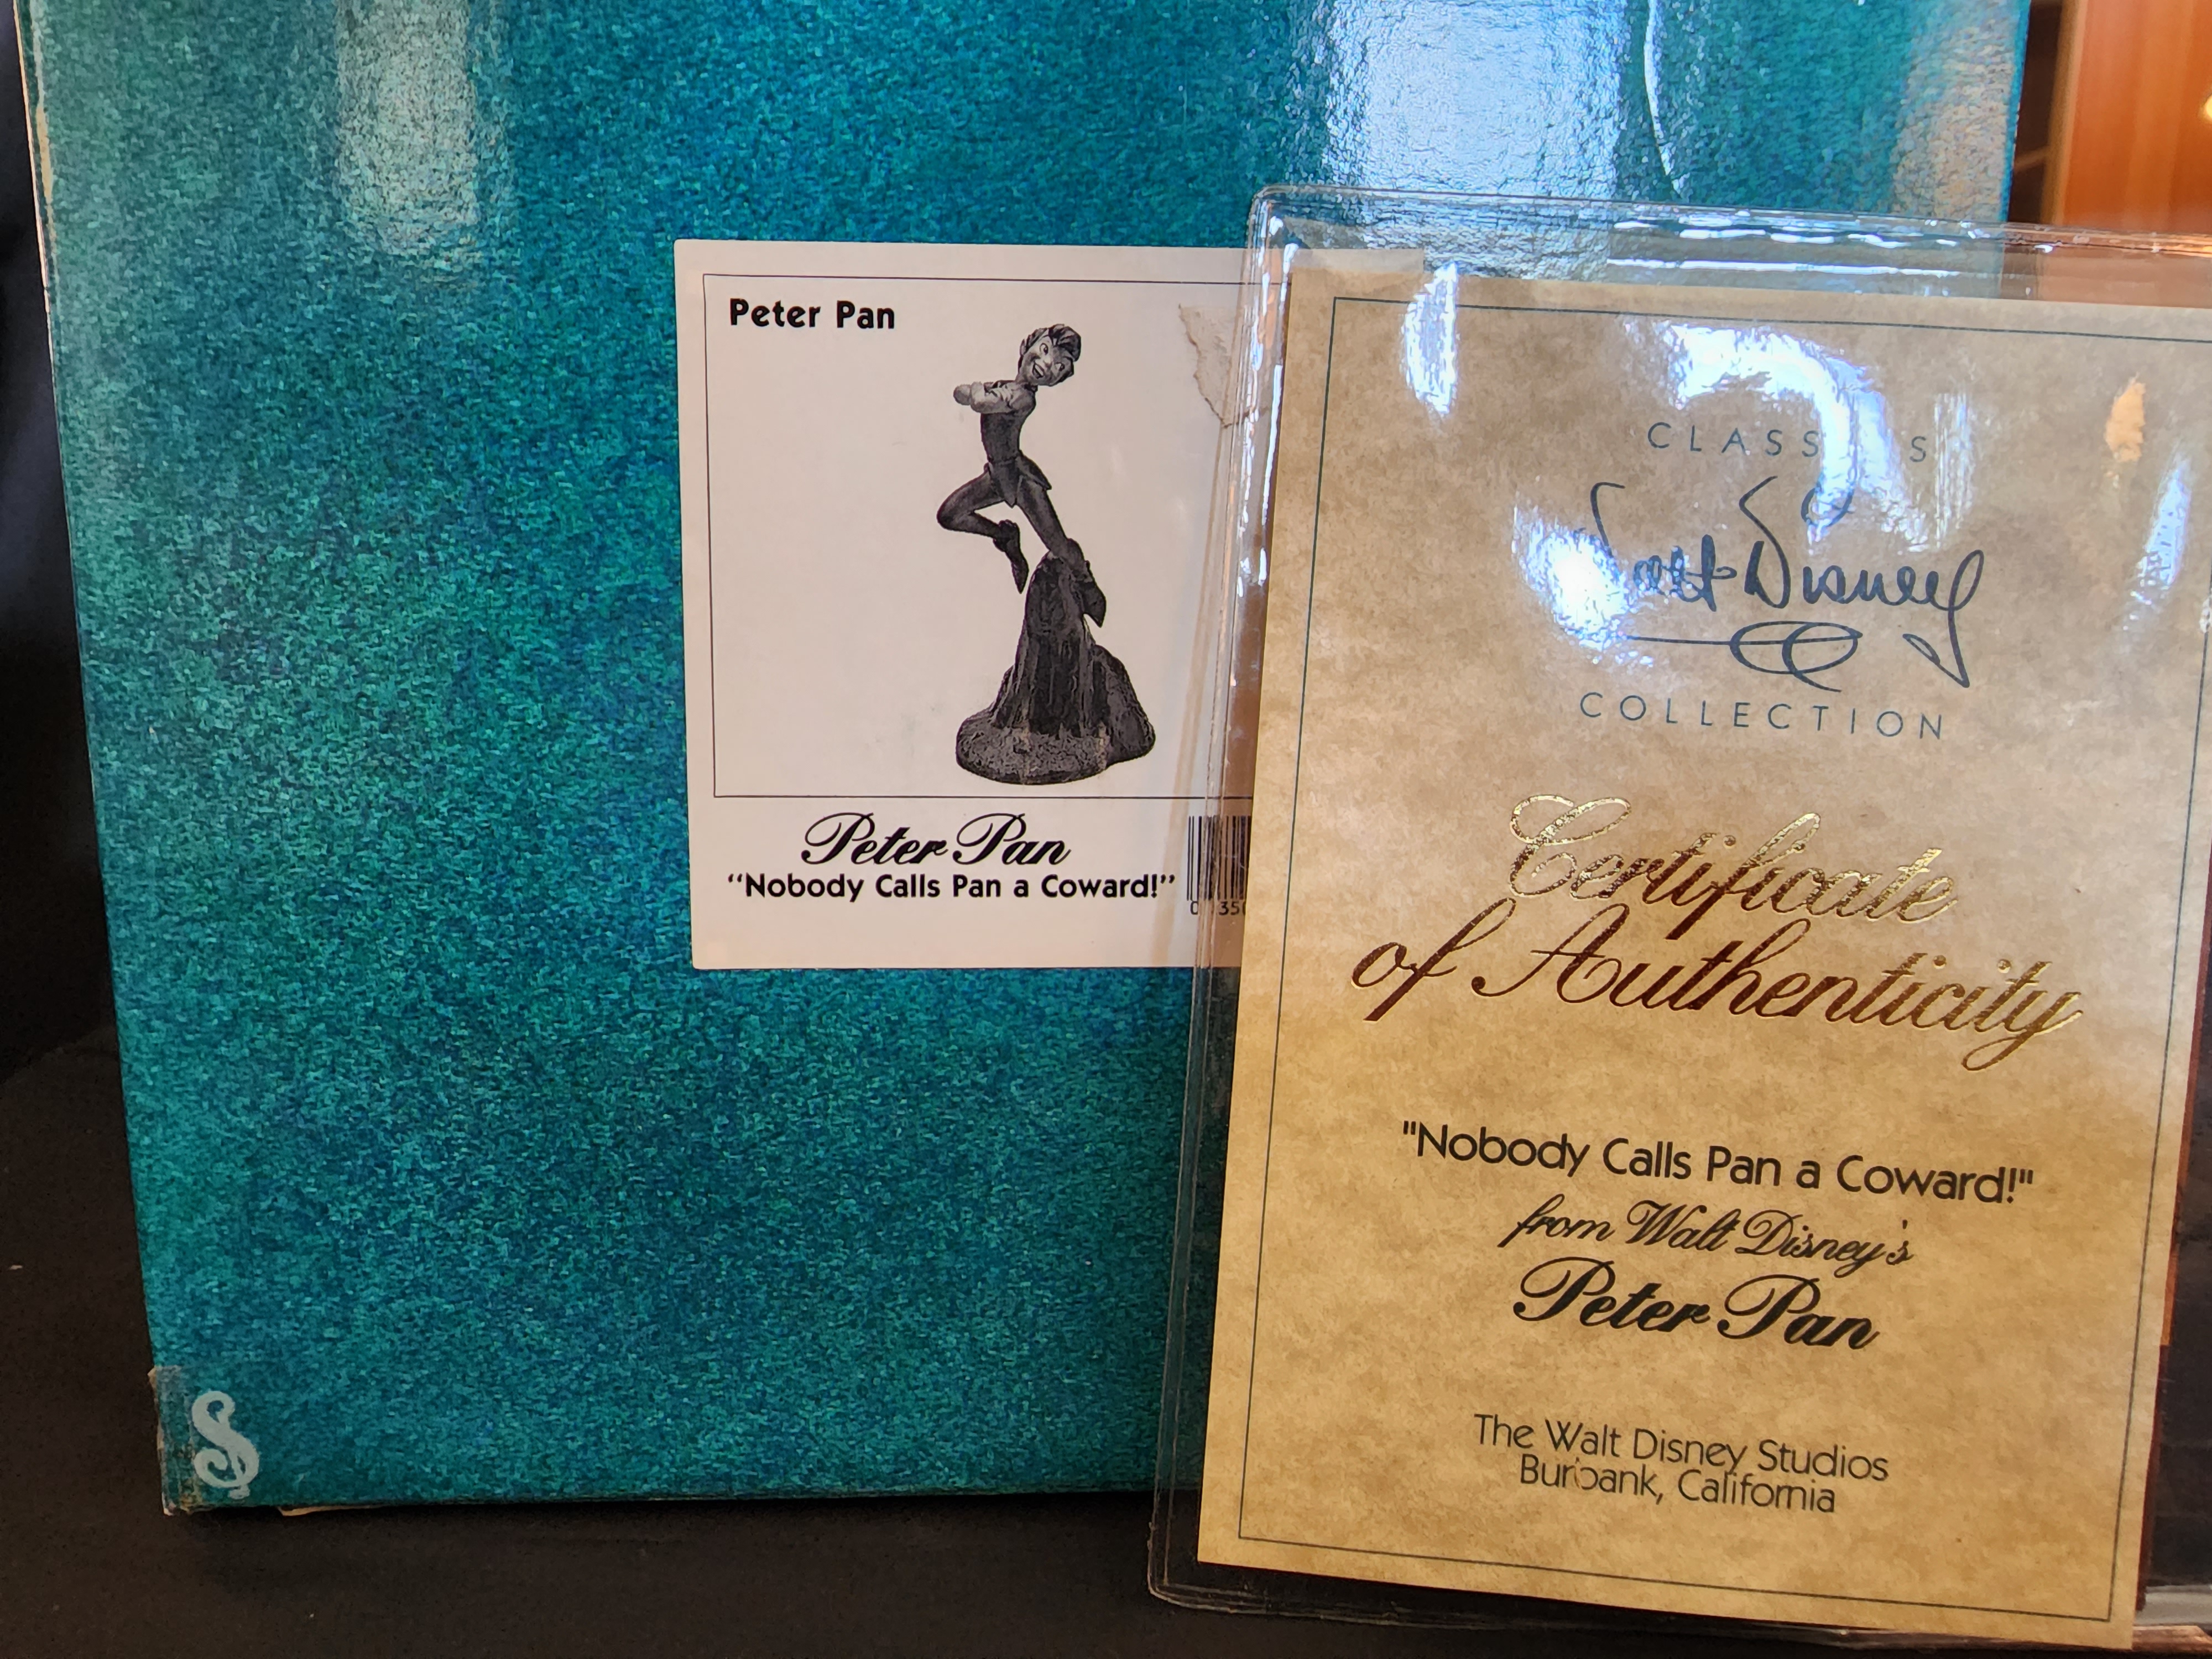 Peter Pan
Peter Pan
"Nobody Calls Pan a Coward!"
CLASSICS
Walt Disney
COLLECTION
Certificate
of Authenticity
"Nobody Calls Pan a Coward!"
from Walt Disney's
Peter Pan
The Walt Disney Studios
Burbank, California